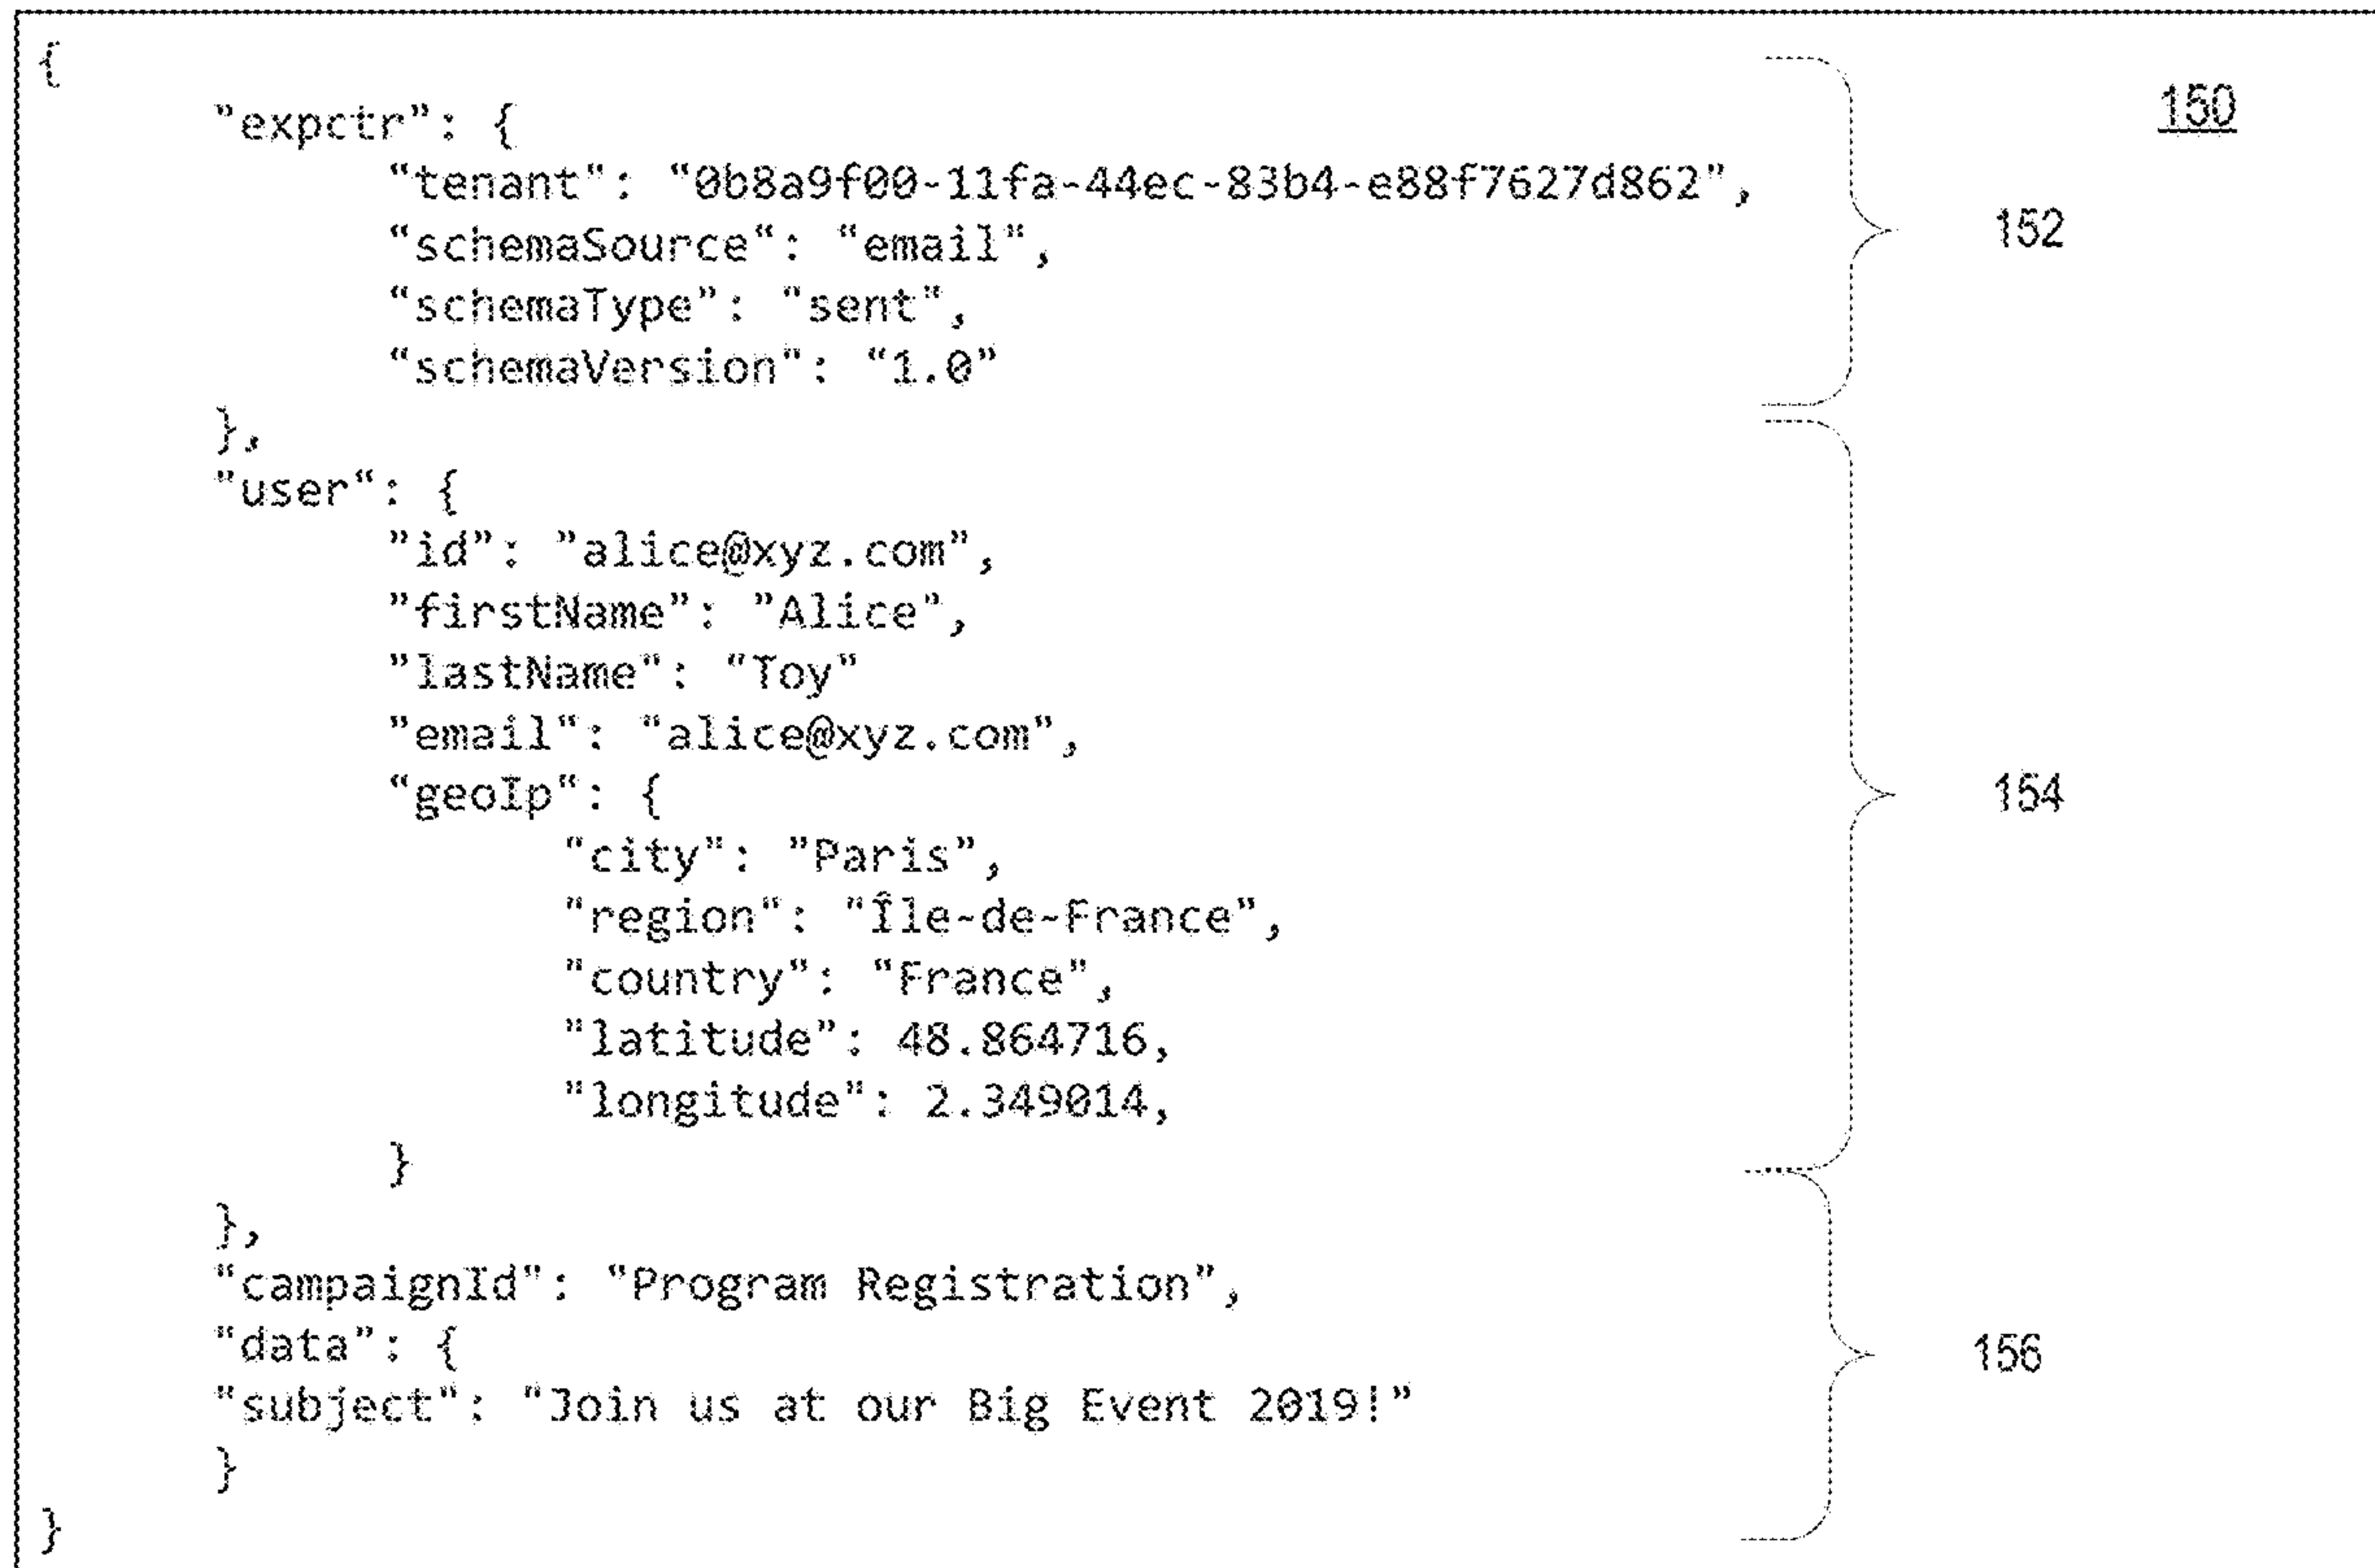 {
"expctr": {                    150
"tenant": "0b8a9f00-11fa-44ec-83b4-e88f7627d862",
"schemaSource": "email",                    152
"schemaType": "sent",
"schemaVersion": "1.0"
},
"user": {
"id": "alice@xyz.com",
"firstName": "Alice",
"lastName": "Toy"
"email": "alice@xyz.com",
"geoIp": {                    154
"city": "Paris",
"region": "Île-de-France",
"country": "France",
"latitude": 48.864716,
"longitude": 2.349014,
}
},
"campaignId": "Program Registration",
"data": {                    156
"subject": "Join us at our Big Event 2019!"
}
}